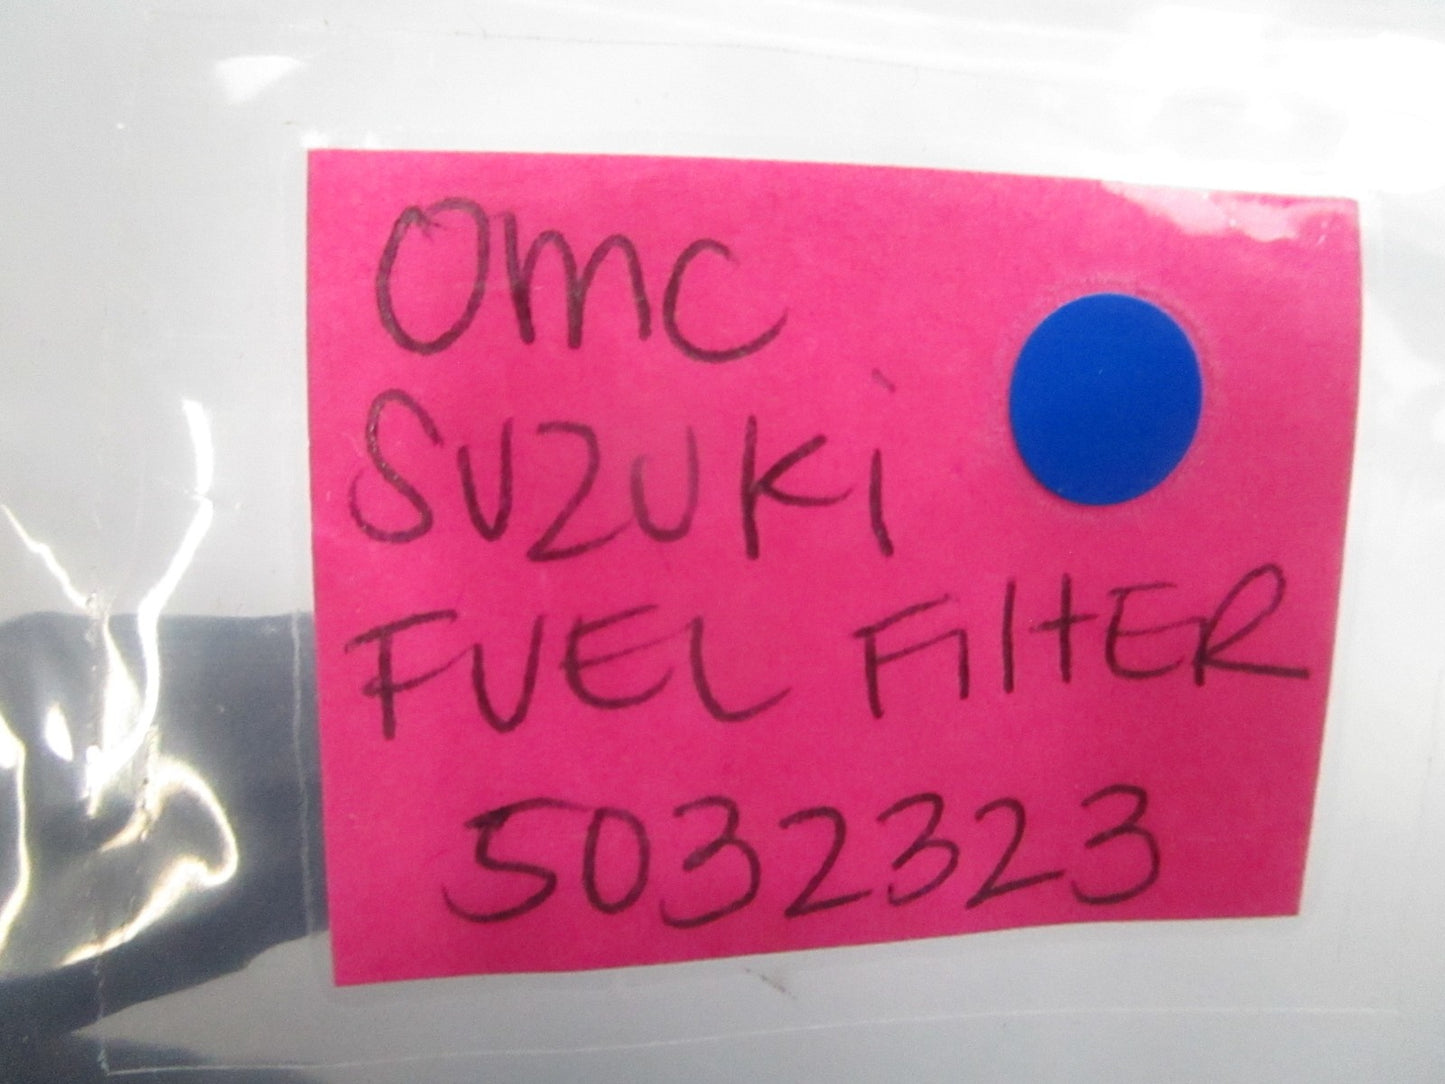 OMC
SUZUKi
FUEL FilTER
5032323